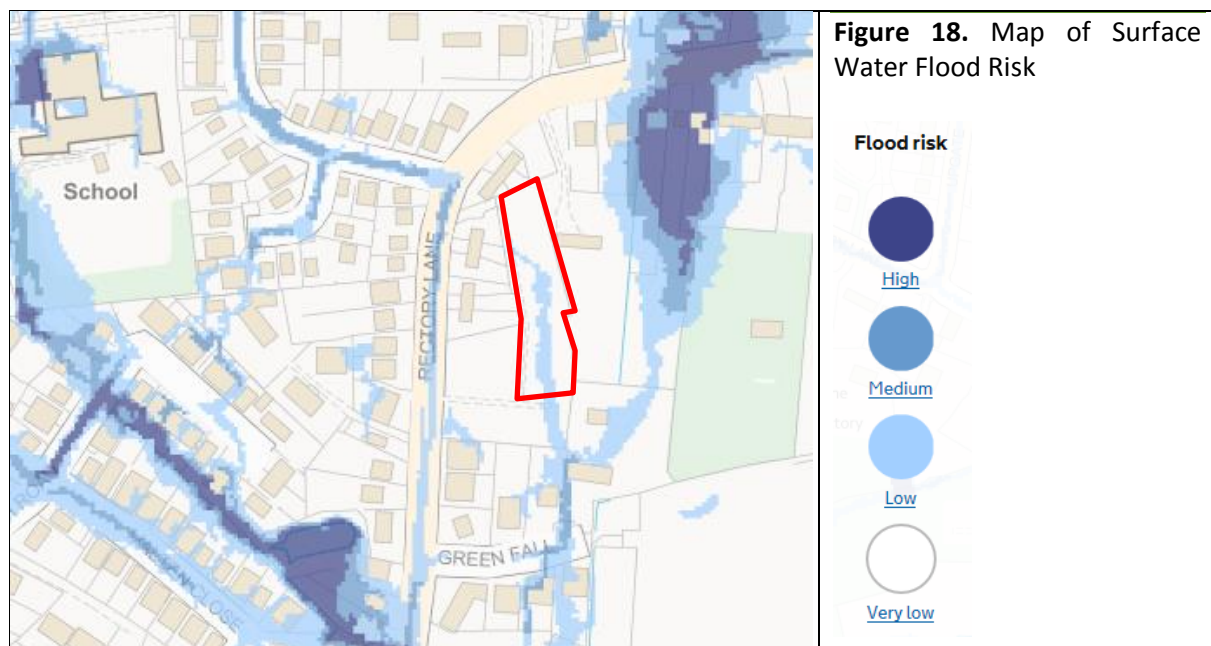 Figure 18. Map of Surface
Water Flood Risk
Flood risk
High
Medium
Low
Very low
School
RECTORY LANE
GREEN FALL
CLOSE